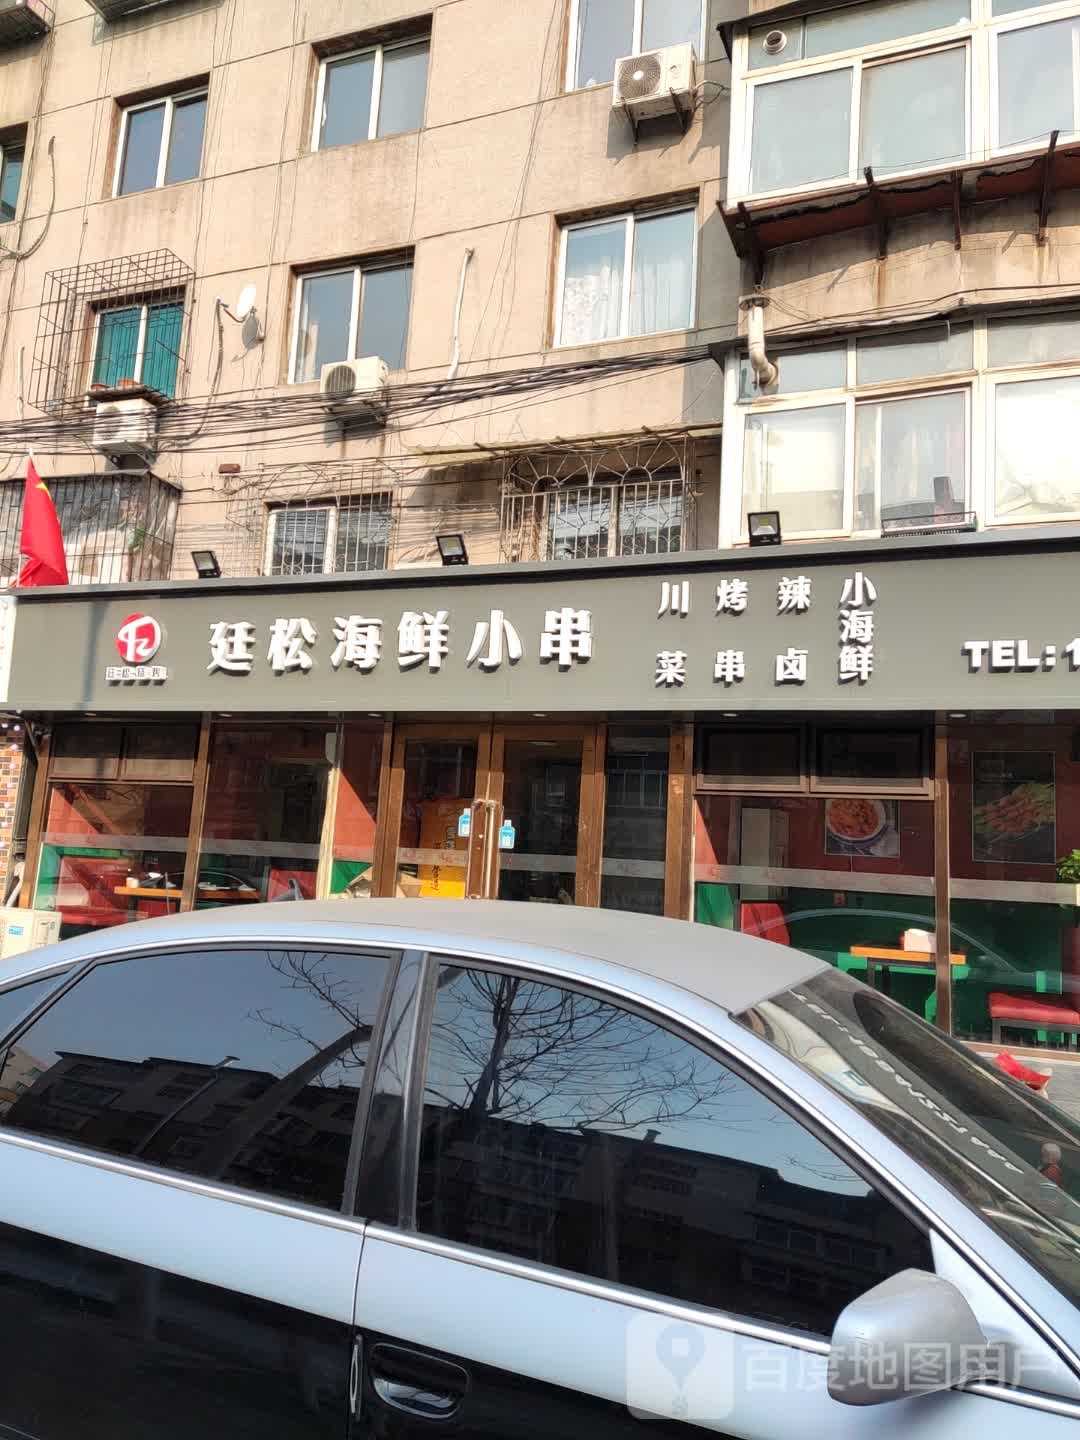 廷松海鲜小串
川菜
烤串
辣卤
小海鲜
TEL:1
百度地图用户